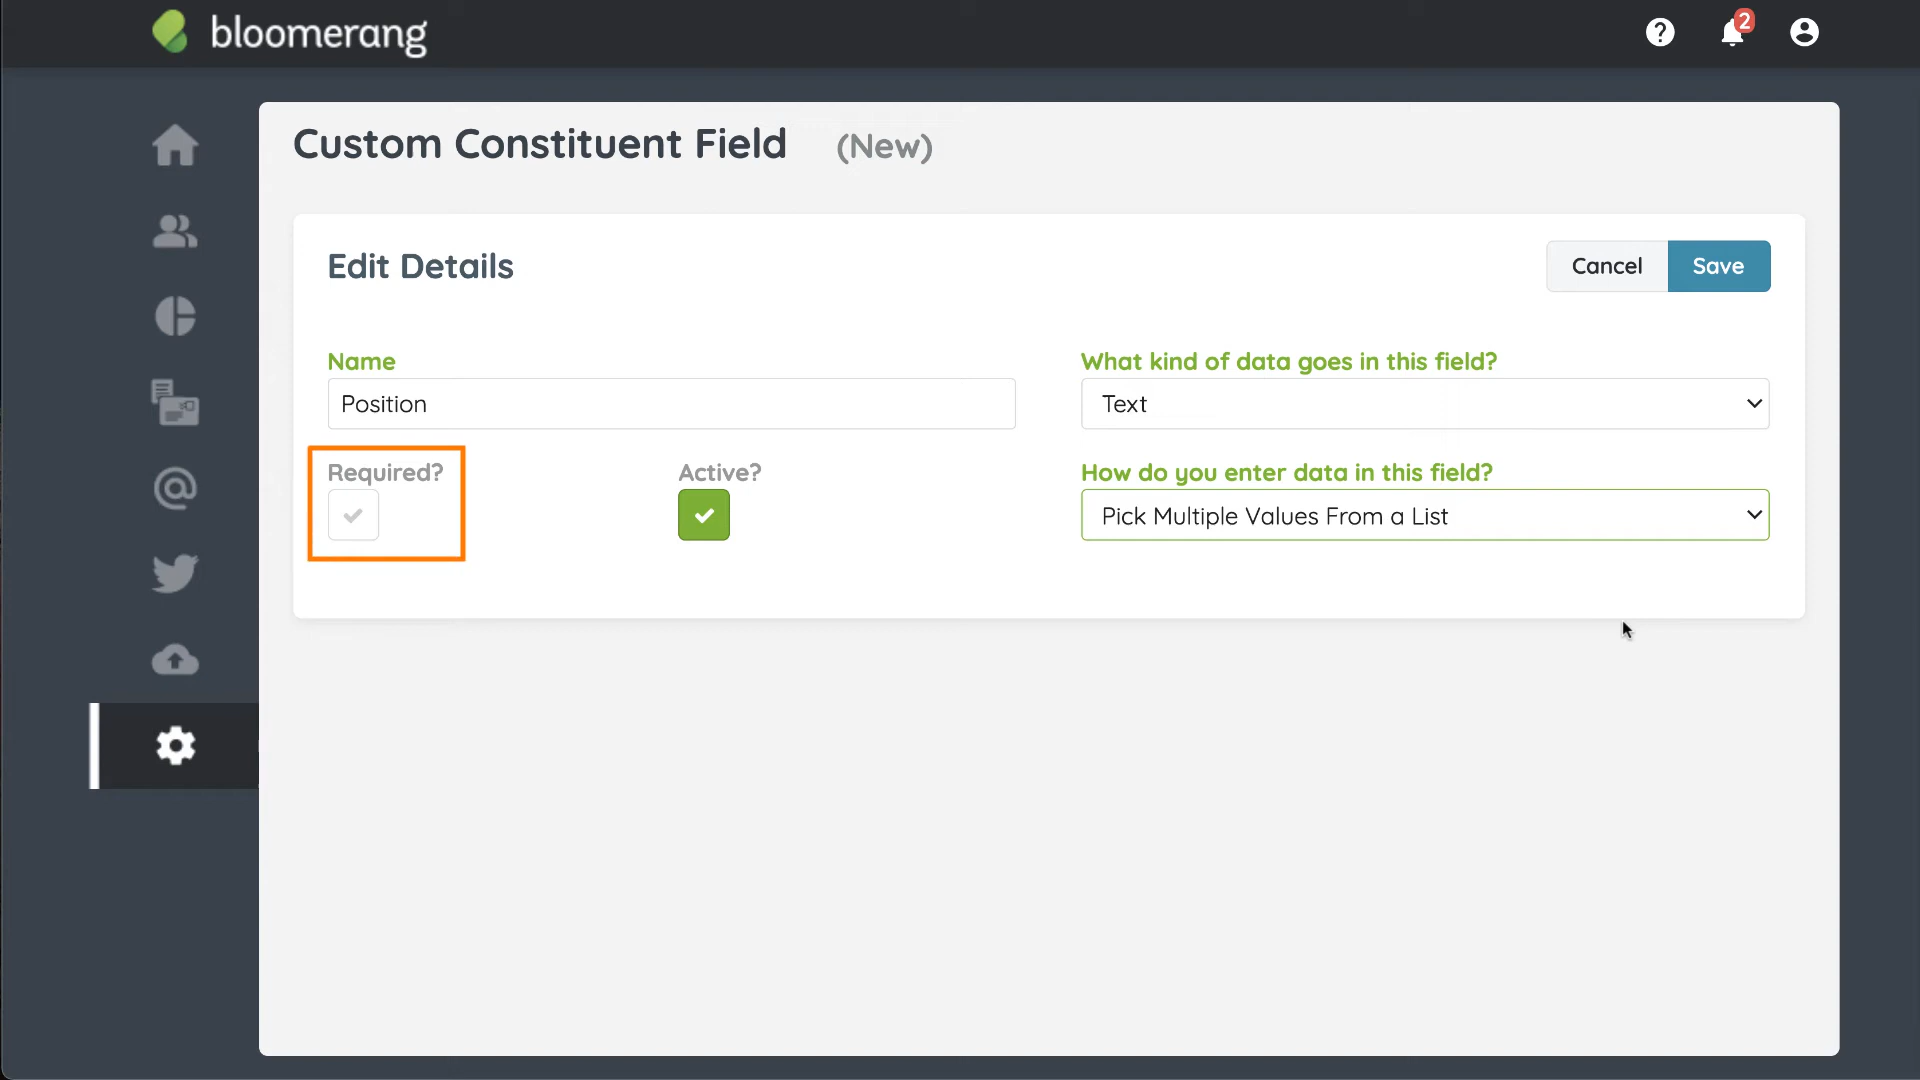 bloomerang
2
Custom Constituent Field (New)
Edit Details
Cancel
Save
Name
What kind of data goes in this field?
Position
Text
Required?
Active?
How do you enter data in this field?
Pick Multiple Values From a List